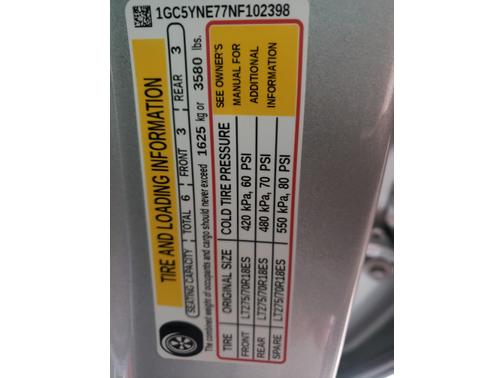 1GC5YNE77NF102398
TIRE AND LOADING INFORMATION
SEATING CAPACITY TOTAL 6 FRONT 3 REAR 3
The combined weight of occupants and cargo should never exceed 1625 kg or 3580 lbs.
TIRE ORIGINAL SIZE COLD TIRE PRESSURE
FRONT LT275/70R18ES 420 kPa, 60 PSI
REAR LT275/70R18ES 480 kPa, 70 PSI
SPARE LT275/70R18ES 550 kPa, 80 PSI
SEE OWNER'S
MANUAL FOR
ADDITIONAL
INFORMATION